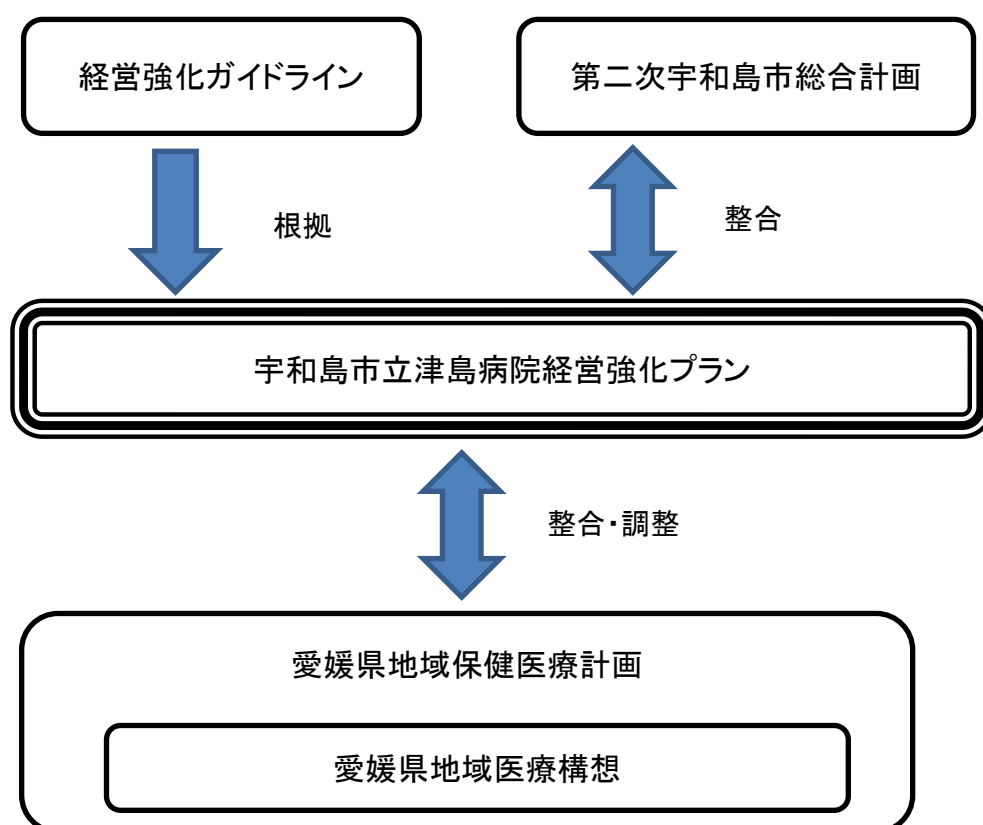 経営強化ガイドライン
第二次宇和島市総合計画
根拠
整合
宇和島市立津島病院経営強化プラン
整合・調整
愛媛県地域保健医療計画
愛媛県地域医療構想